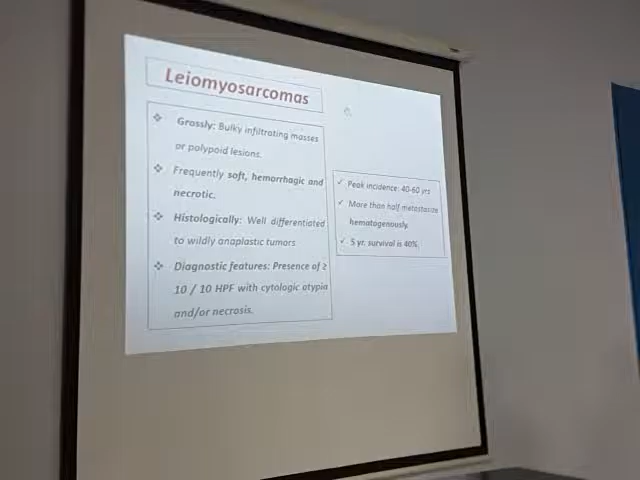 Leiomyosarcomas
❖ Grossly: Bulky infiltrating masses
or polypoid lesions.
❖ Frequently soft, hemorrhagic and
necrotic.
❖ Histologically: Well differentiated
to wildly anaplastic tumors
❖ Diagnostic features: Presence of ≥
10 / 10 HPF with cytologic atypia
and/or necrosis.
✓ Peak incidence: 40-60 yrs
✓ More than half metastasize
hematogenously.
✓ 5 yr. survival is 40%